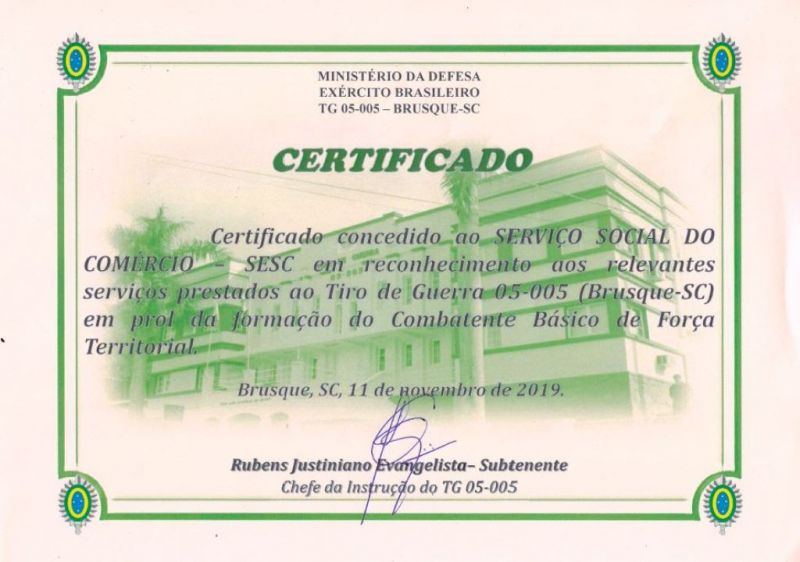 MINISTÉRIO DA DEFESA
EXÉRCITO BRASILEIRO
TG 05-005 – BRUSQUE-SC
CERTIFICADO
Certificado concedido ao SERVIÇO SOCIAL DO
COMÉRCIO – SESC em reconhecimento aos relevantes
serviços prestados ao Tiro de Guerra 05-005 (Brusque-SC)
em prol da formação do Combatente Básico de Força
Territorial.
Brusque, SC, 11 de novembro de 2019.
Rubens Justiniano Evangelista– Subtenente
Chefe da Instrução do TG 05-005